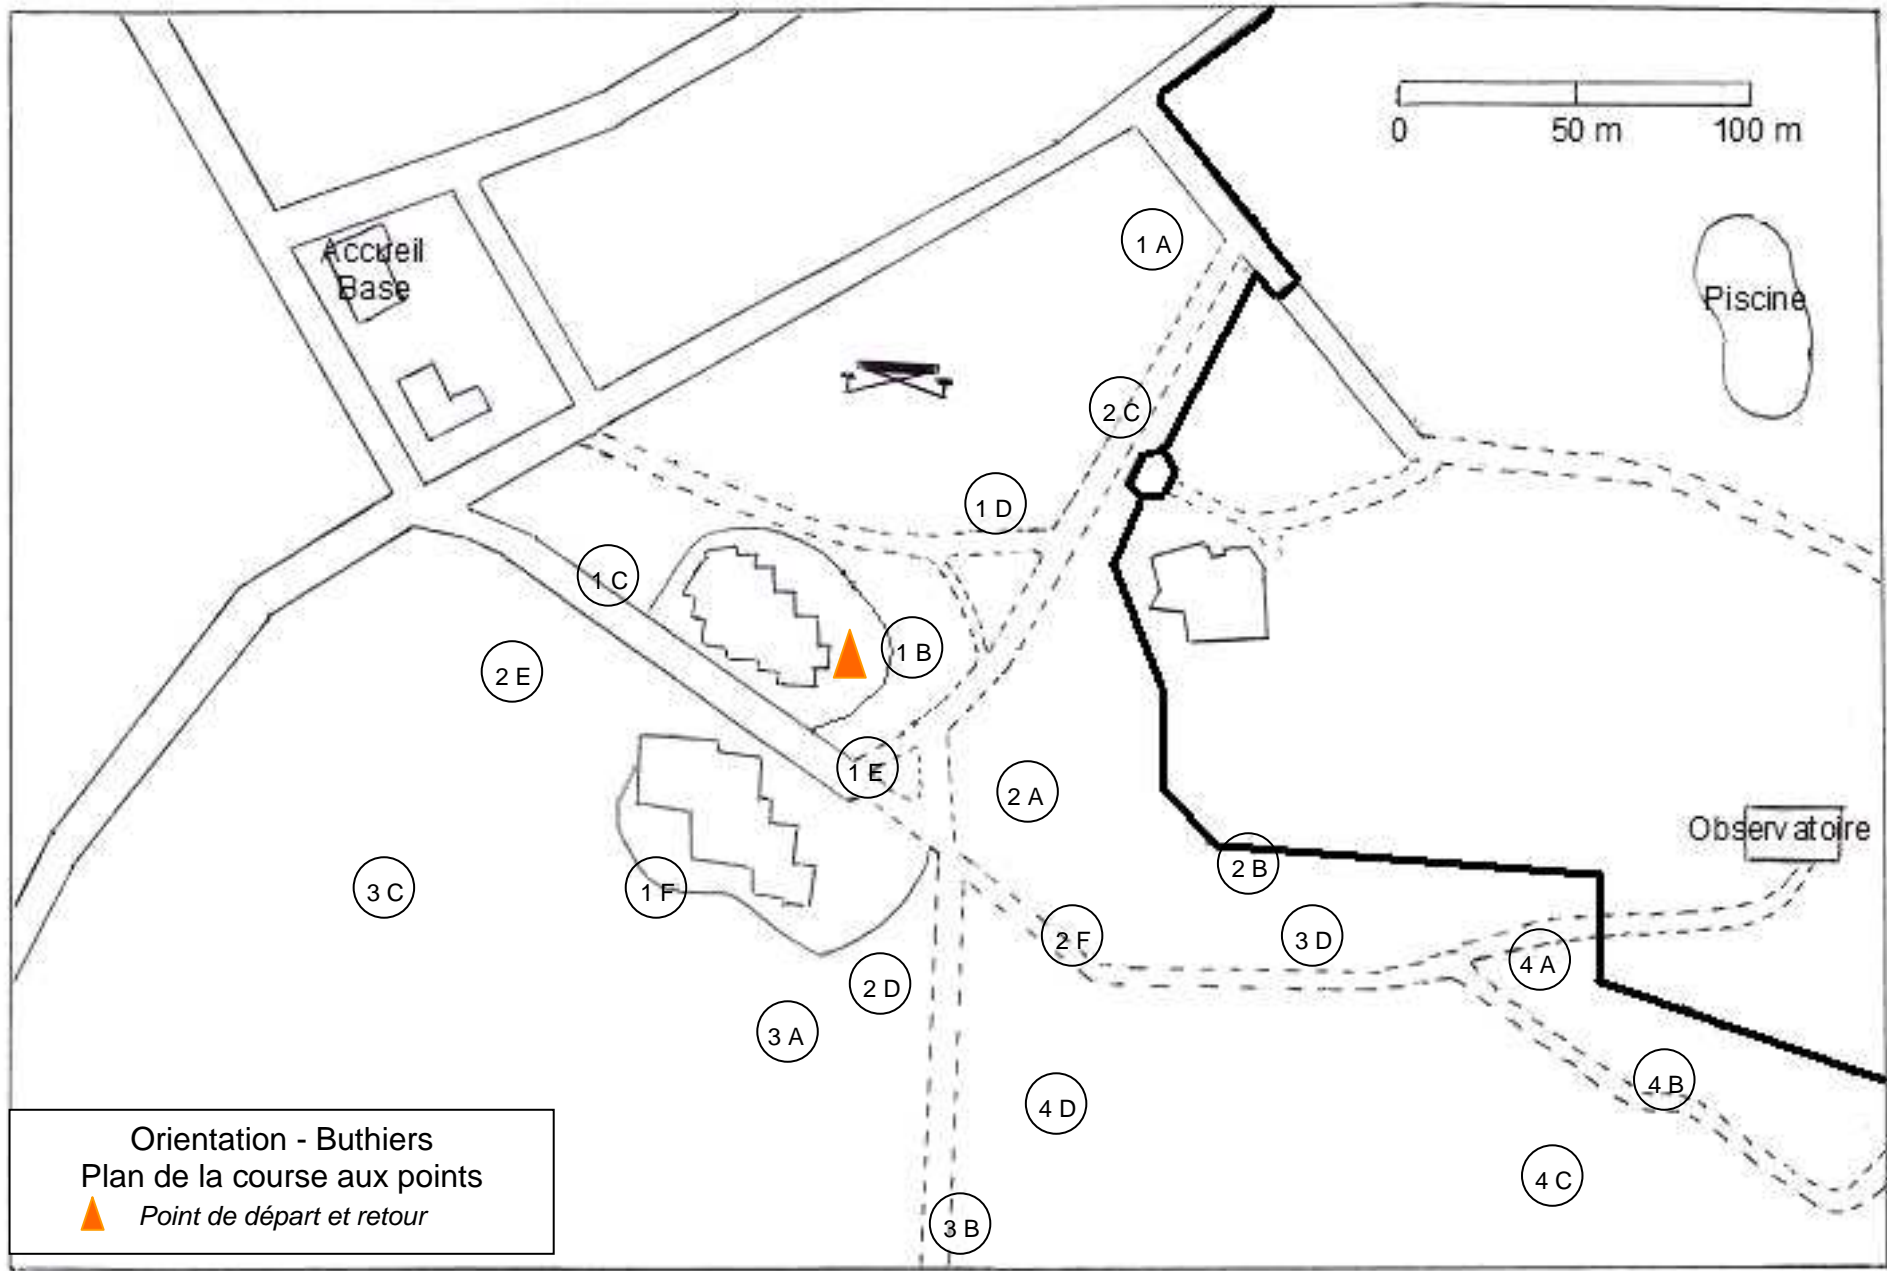 0 50 m 100 m
1 A
Accueil
Base
Piscine
2 C
1 D
1 C
1 B
2 E
1 E
2 A
Observatoire
2 B
3 C
1 F
2 F
3 D
4 A
2 D
3 A
4 B
4 D
4 C
3 B
Orientation - Buthiers
Plan de la course aux points
Point de départ et retour